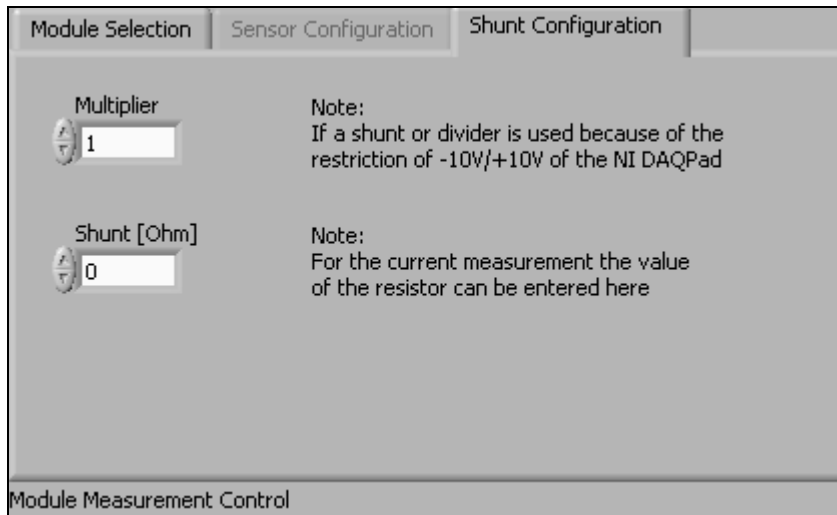 Module Selection
Sensor Configuration
Shunt Configuration
Multiplier
1
Note:
If a shunt or divider is used because of the
restriction of -10V/+10V of the NI DAQPad
Shunt [Ohm]
0
Note:
For the current measurement the value
of the resistor can be entered here
Module Measurement Control